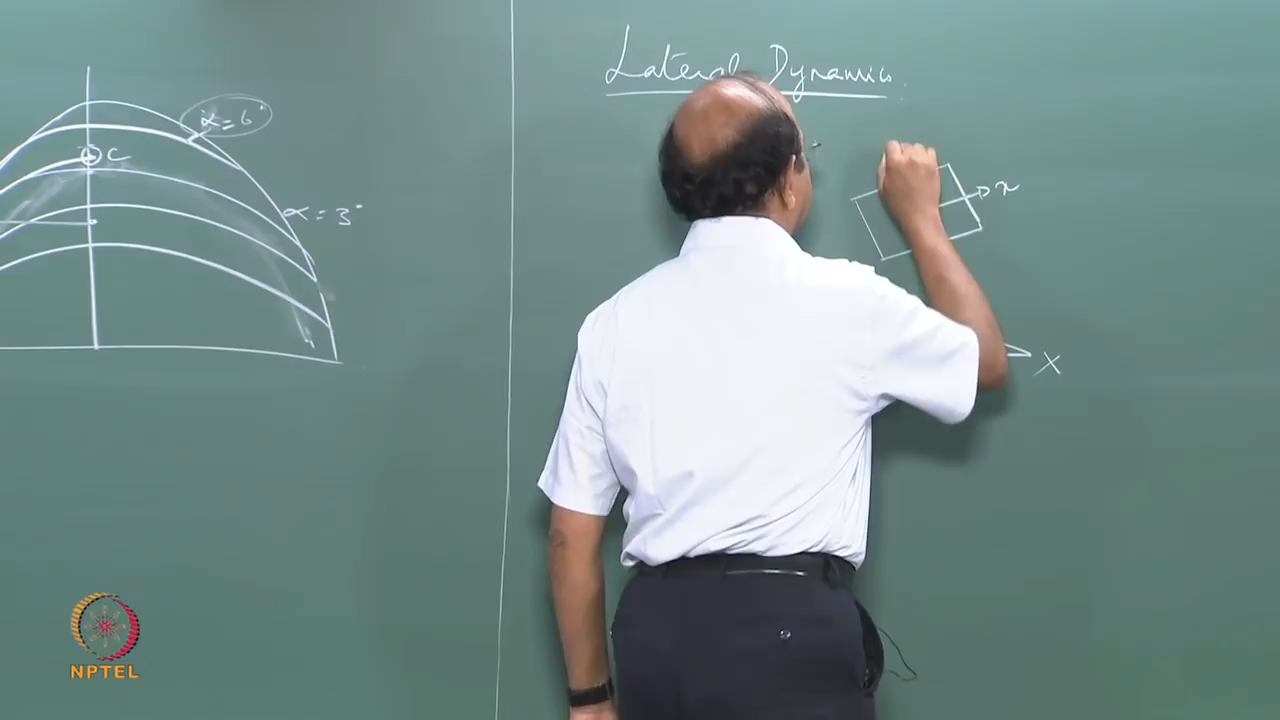 α = 6°
C
α = 3°
Lateral Dynamics
x
X
NPTEL